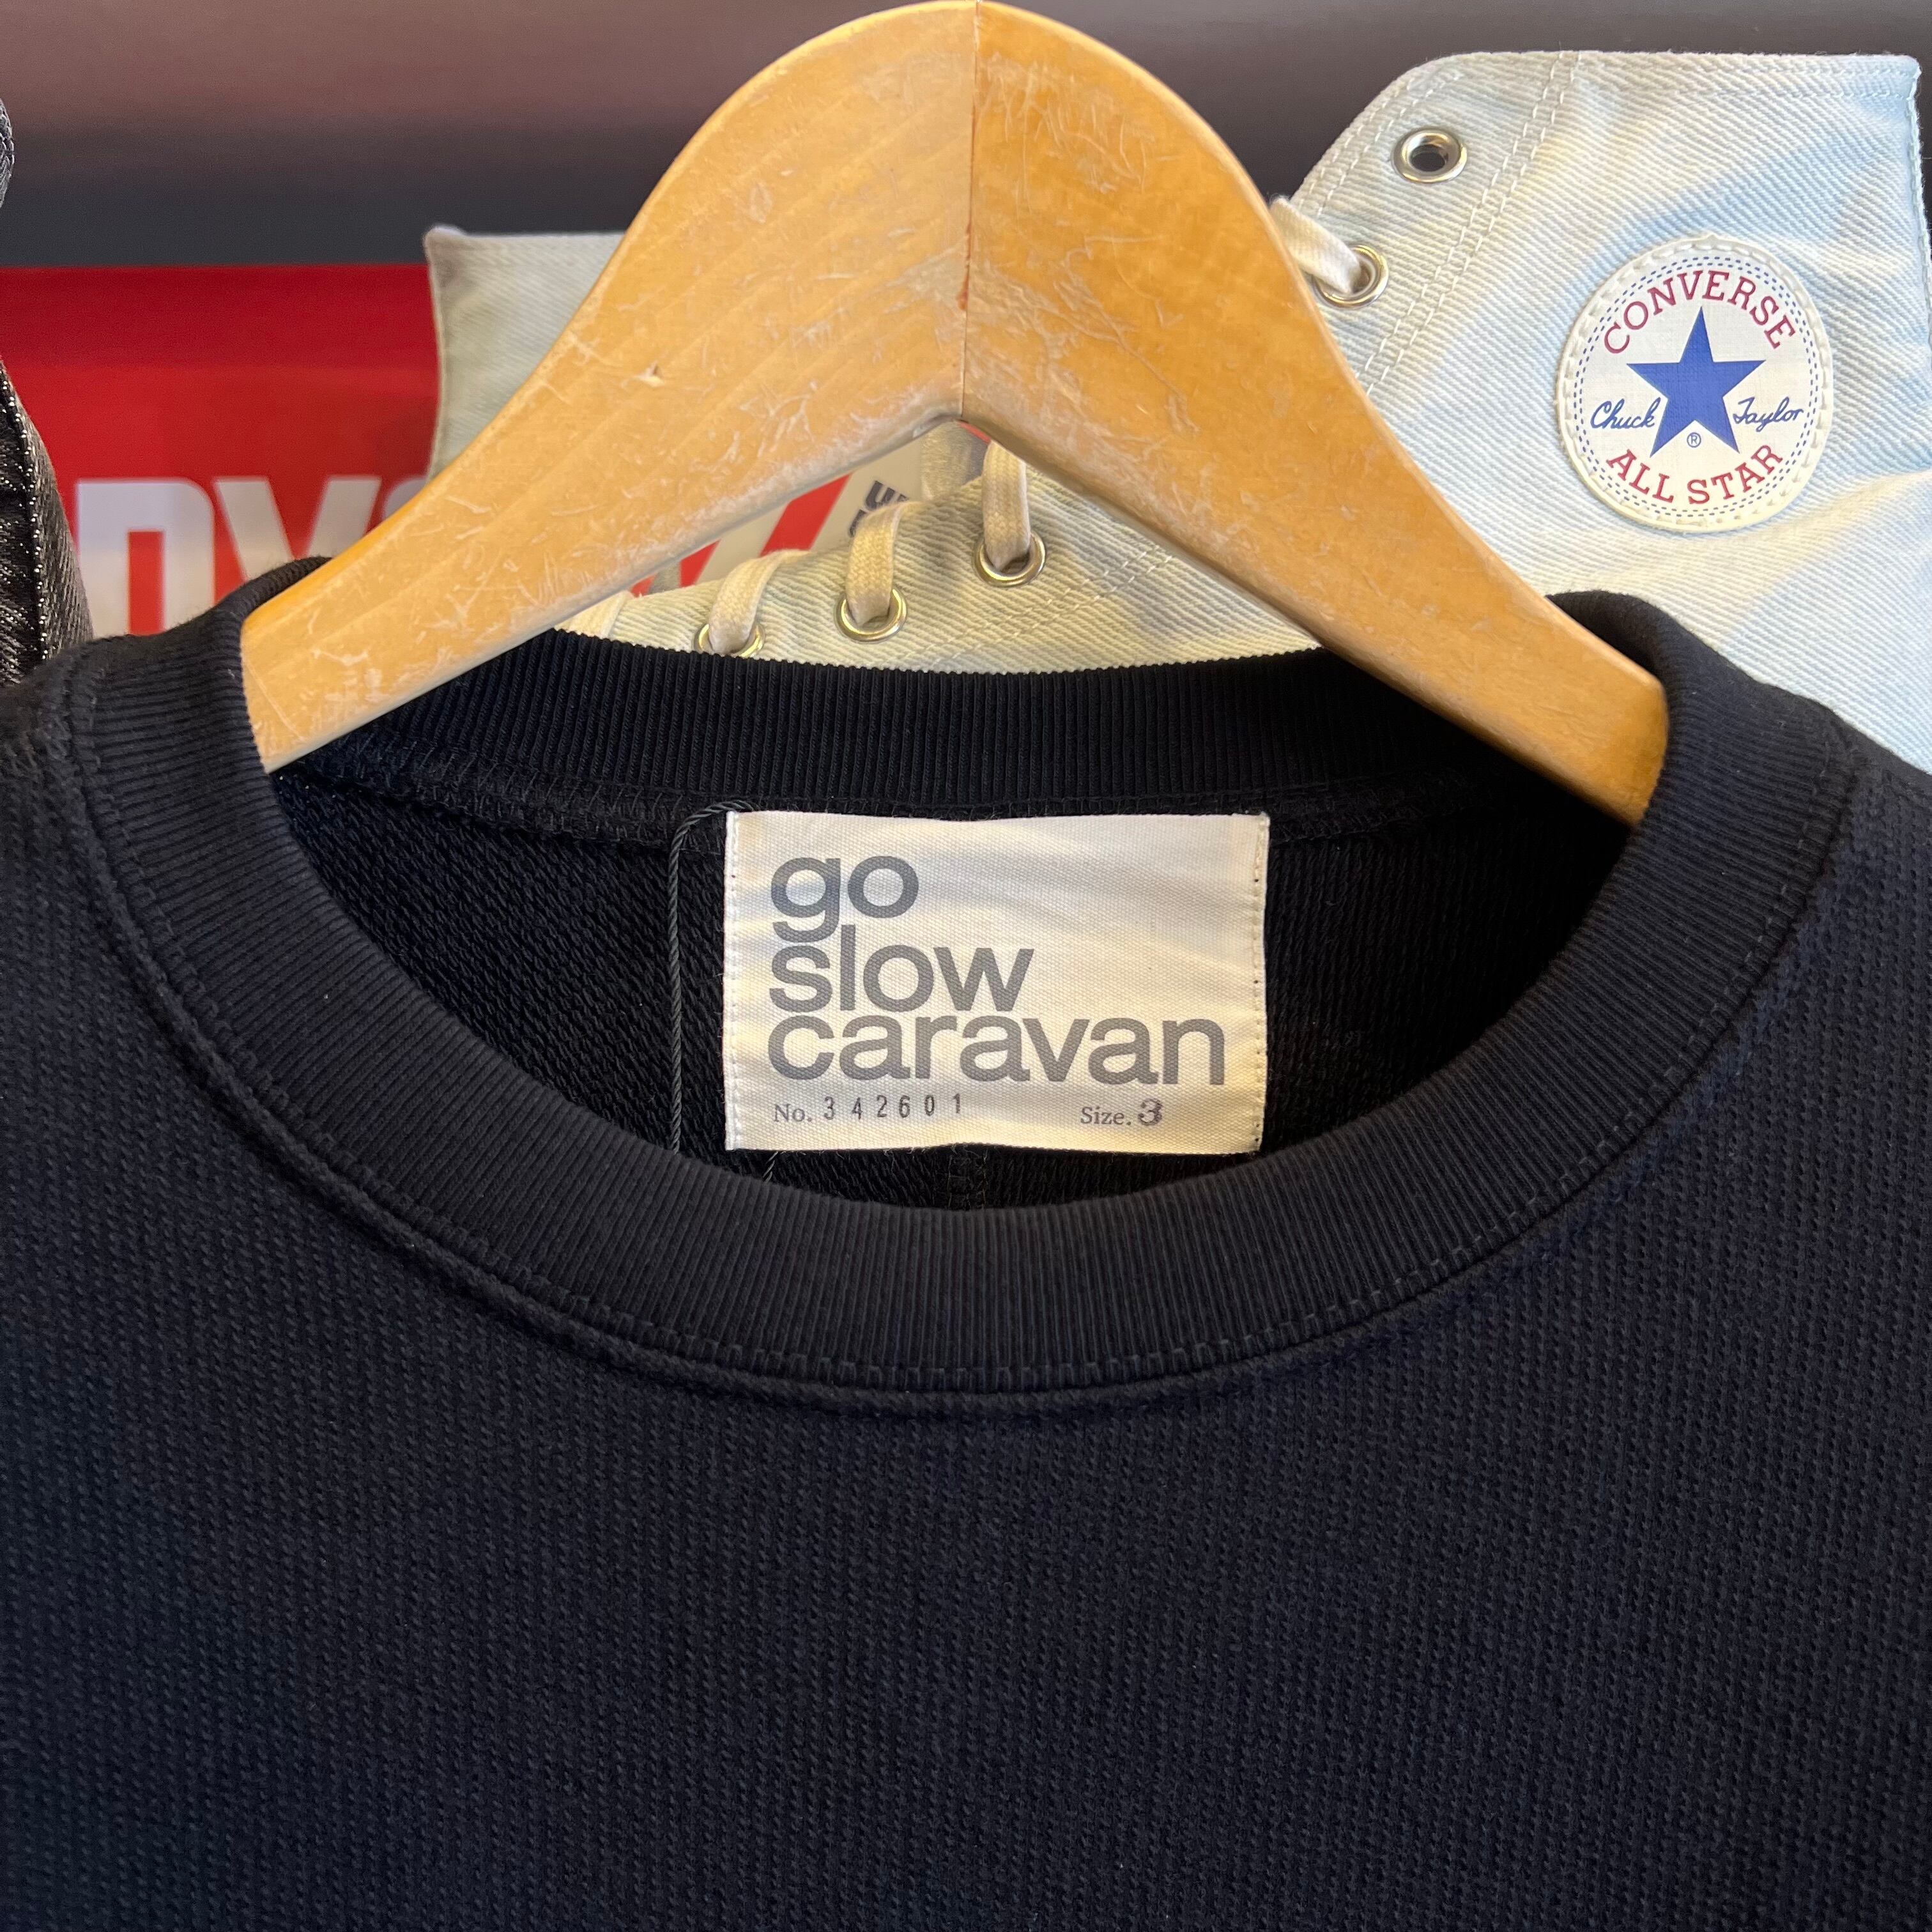 CONVERSE
Chuck Taylor
®
ALL STAR
go
slow
caravan
No. 342601 Size. 3